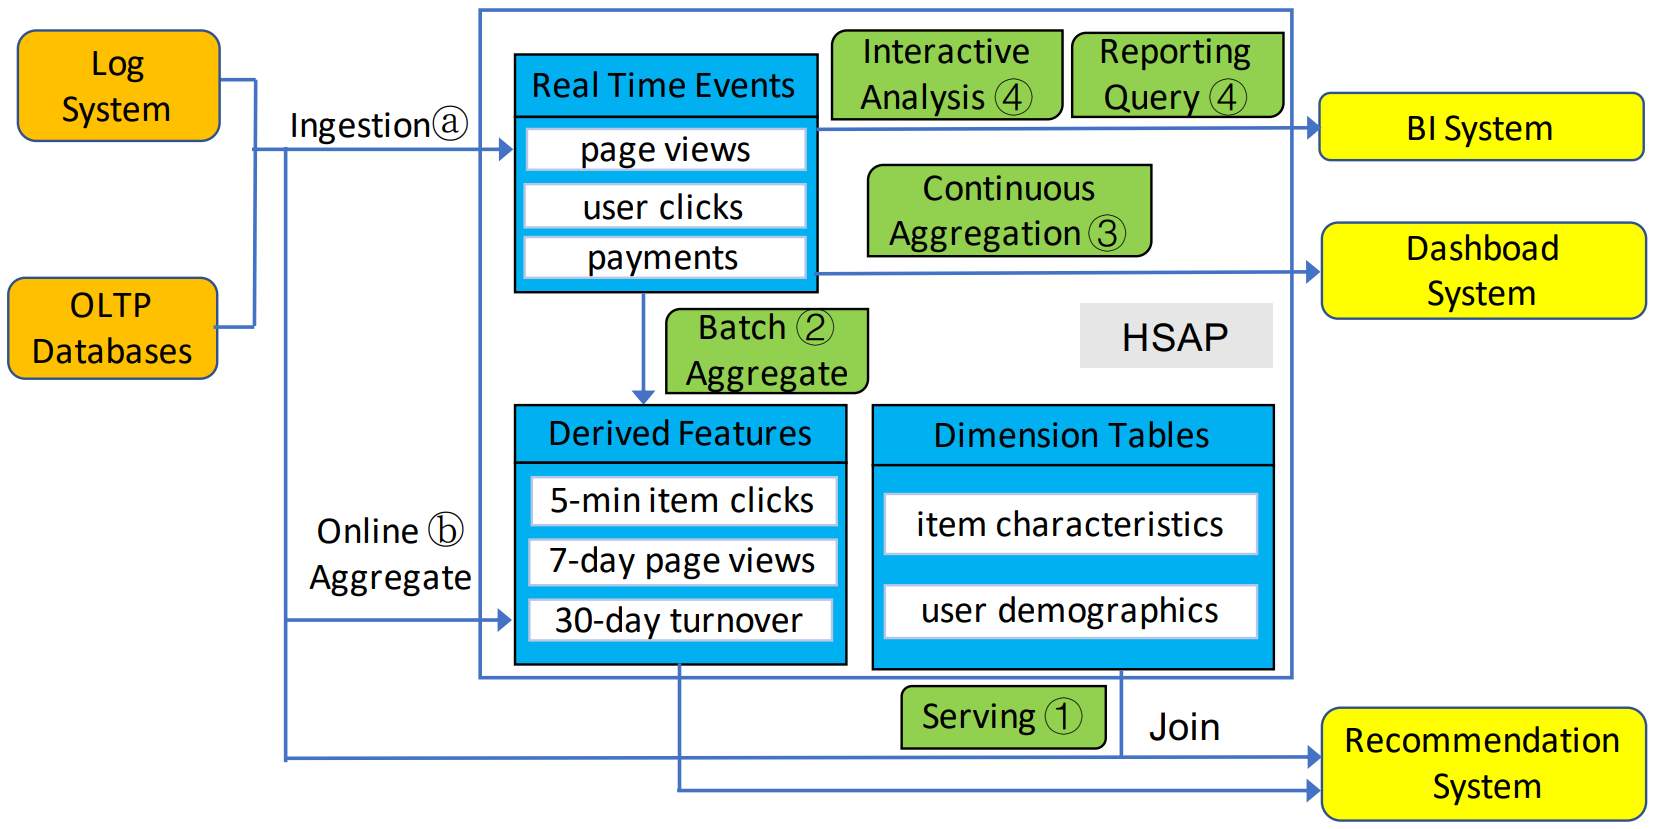 Log
System
OLTP
Databases
Ingestionⓐ
Online ⓑ
Aggregate
Real Time Events
page views
user clicks
payments
Interactive
Analysis ④
Reporting
Query ④
Continuous
Aggregation ③
Batch ②
Aggregate
HSAP
Derived Features
5-min item clicks
7-day page views
30-day turnover
Dimension Tables
item characteristics
user demographics
Serving ①
Join
BI System
Dashboad
System
Recommendation
System